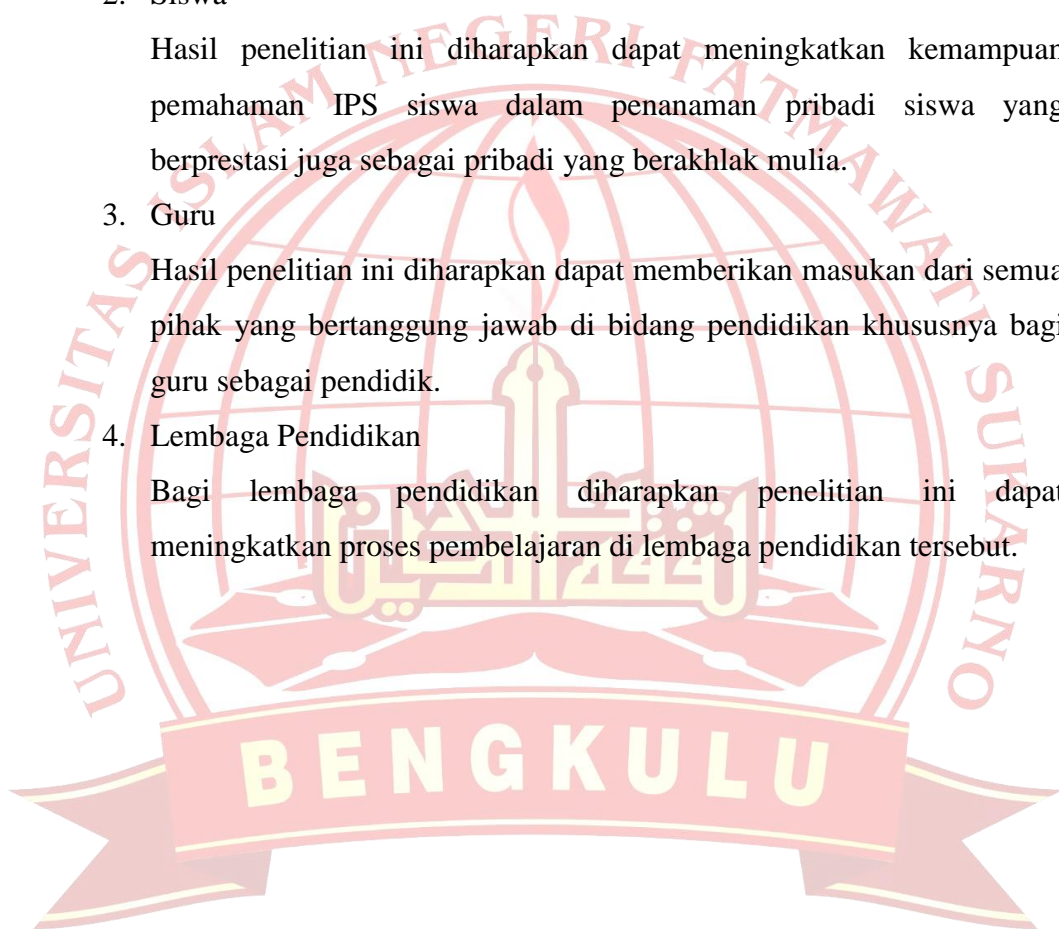 2. Siswa
Hasil penelitian ini diharapkan dapat meningkatkan kemampuan
pemahaman IPS siswa dalam penanaman pribadi siswa yang
berprestasi juga sebagai pribadi yang berakhlak mulia.
3. Guru
Hasil penelitian ini diharapkan dapat memberikan masukan dari semua
pihak yang bertanggung jawab di bidang pendidikan khususnya bagi
guru sebagai pendidik.
4. Lembaga Pendidikan
Bagi lembaga pendidikan diharapkan penelitian ini dapat
meningkatkan proses pembelajaran di lembaga pendidikan tersebut.
UNIVERSITAS ISLAM NEGERI FATMAWATI SUKARNO
BENGKULU